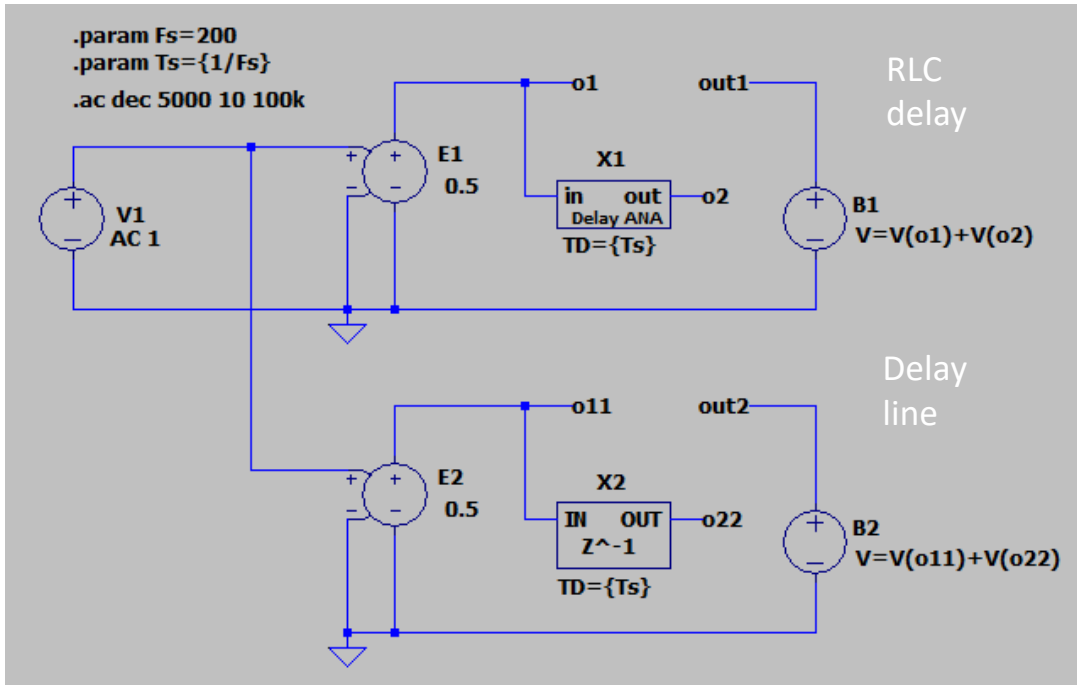 .param Fs=200
.param Ts={1/Fs}
.ac dec 5000 10 100k
RLC
delay
o1
out1
V1
AC 1
+
−
+
−
+
−
E1
0.5
X1
in out
Delay ANA
TD={Ts}
o2
+
−
B1
V=V(o1)+V(o2)
Delay
line
o11
out2
+
−
+
−
E2
0.5
X2
IN OUT
Z^-1
TD={Ts}
o22
+
−
B2
V=V(o11)+V(o22)